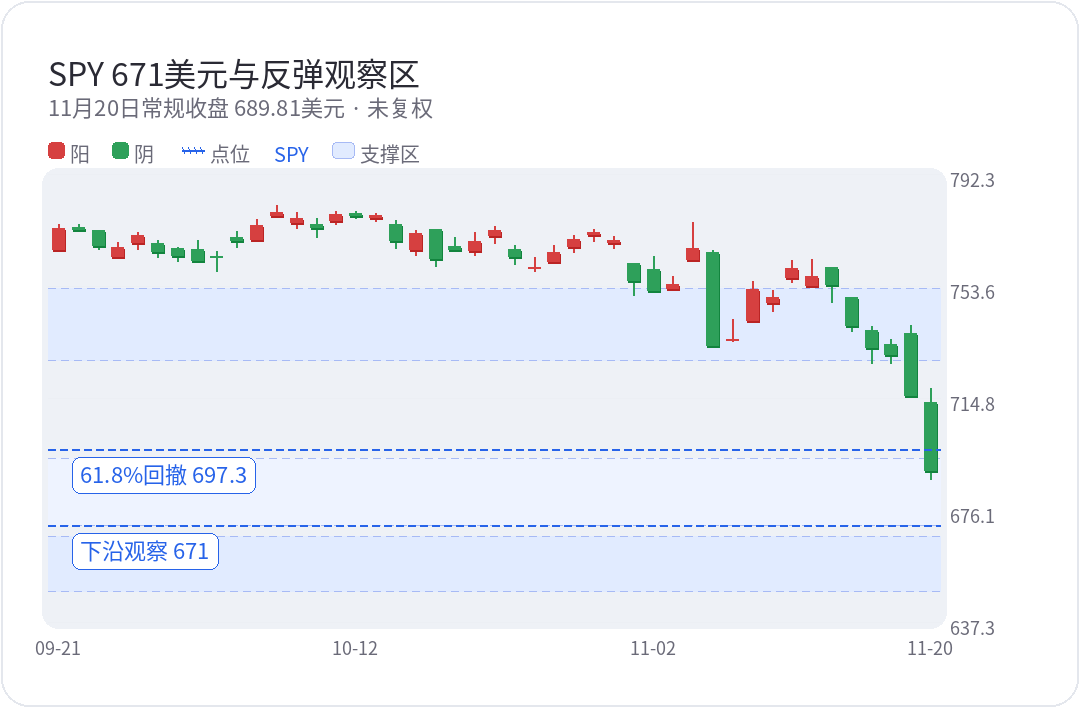 SPY 671美元与反弹观察区
11月20日常规收盘 689.81美元 · 未复权
阳 阴 点位 SPY 支撑区
792.3
753.6
714.8
61.8%回撤 697.3
676.1
下沿观察 671
637.3
09-21 10-12 11-02 11-20